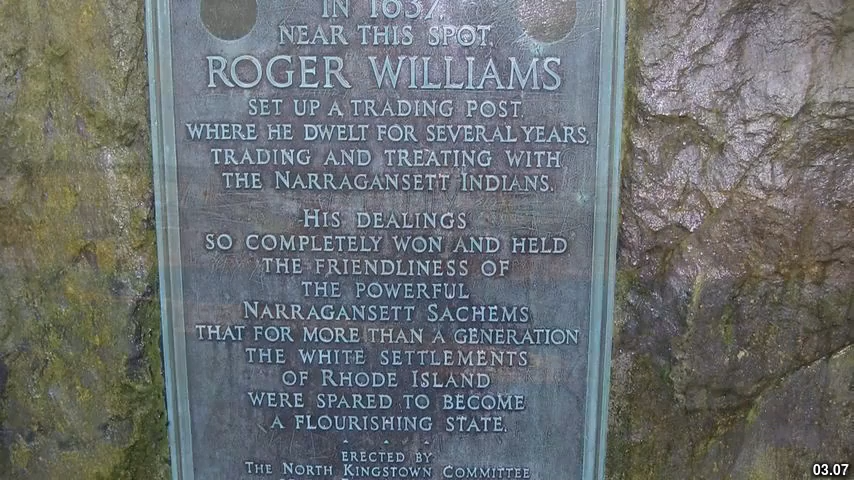 IN 1637.
NEAR THIS SPOT,
ROGER WILLIAMS
SET UP A TRADING POST,
WHERE HE DWELT FOR SEVERAL YEARS,
TRADING AND TREATING WITH
THE NARRAGANSETT INDIANS.
HIS DEALINGS
SO COMPLETELY WON AND HELD
THE FRIENDLINESS OF
THE POWERFUL
NARRAGANSETT SACHEMS
THAT FOR MORE THAN A GENERATION
THE WHITE SETTLEMENTS
OF RHODE ISLAND
WERE SPARED TO BECOME
A FLOURISHING STATE.
ERECTED BY
THE NORTH KINGSTOWN COMMITTEE
03.07